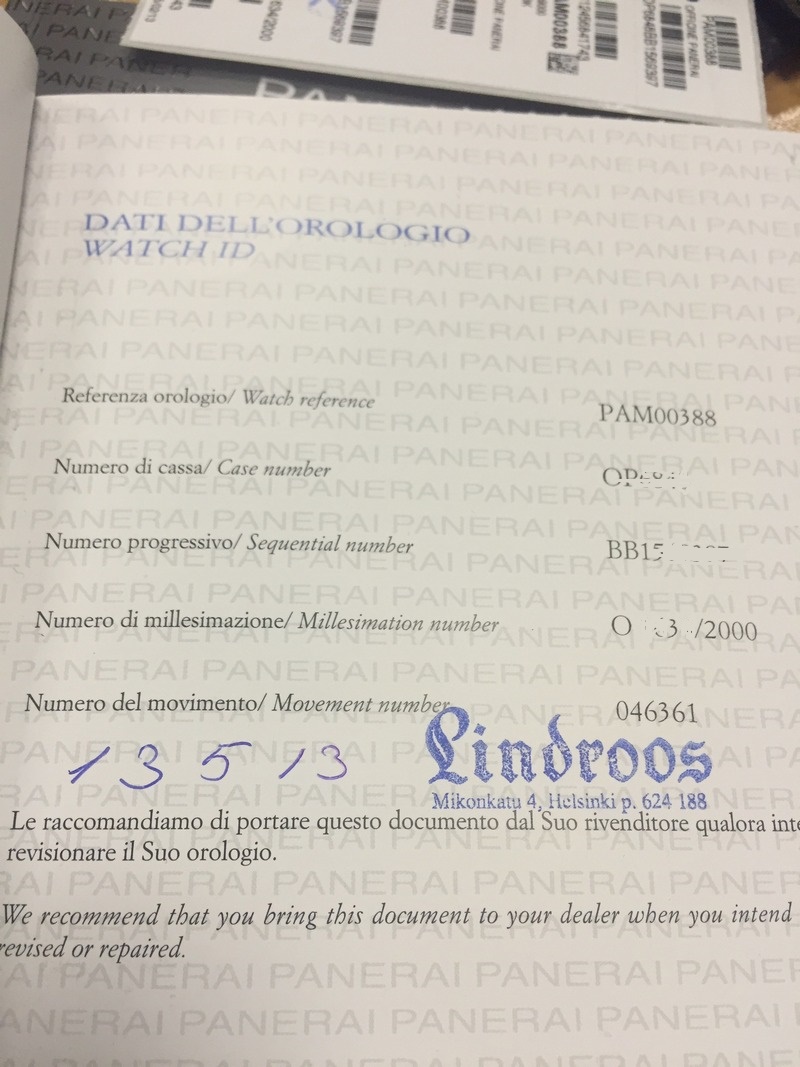 DATI DELL'OROLOGIO
WATCH ID
Referenza orologio/ Watch reference PAM00388
Numero di cassa/ Case number
Numero progressivo/ Sequential number BB15
Numero di millesimazione/ Millesimation number O 3 /2000
Numero del movimento/ Movement number 046361
13 5 13
Lindroos
Mikonkatu 4, Helsinki p. 624 188
Le raccomandiamo di portare questo documento dal Suo rivenditore qualora inte
revisionare il Suo orologio.
We recommend that you bring this document to your dealer when you intend
revised or repaired.